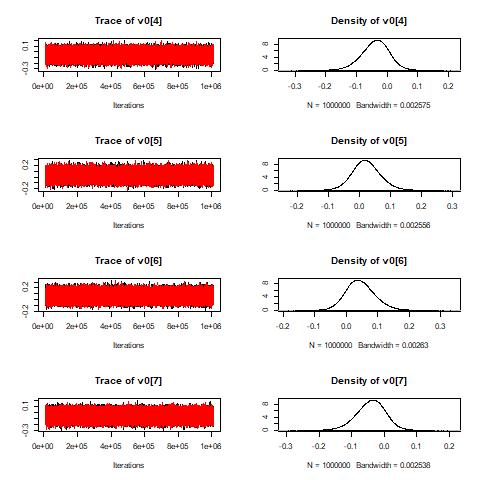 Trace of v0[4] Density of v0[4]
0.1 8
4
-0.3 0
0e+00 2e+05 4e+05 6e+05 8e+05 1e+06 -0.3 -0.2 -0.1 0.0 0.1 0.2
Iterations N = 1000000 Bandwidth = 0.002575
Trace of v0[5] Density of v0[5]
0.2 8
4
-0.2 0
0e+00 2e+05 4e+05 6e+05 8e+05 1e+06 -0.2 -0.1 0.0 0.1 0.2 0.3
Iterations N = 1000000 Bandwidth = 0.002556
Trace of v0[6] Density of v0[6]
0.2 8
4
-0.2 0
0e+00 2e+05 4e+05 6e+05 8e+05 1e+06 -0.2 -0.1 0.0 0.1 0.2 0.3
Iterations N = 1000000 Bandwidth = 0.00263
Trace of v0[7] Density of v0[7]
0.1 8
4
-0.3 0
0e+00 2e+05 4e+05 6e+05 8e+05 1e+06 -0.3 -0.2 -0.1 0.0 0.1 0.2
Iterations N = 1000000 Bandwidth = 0.002538